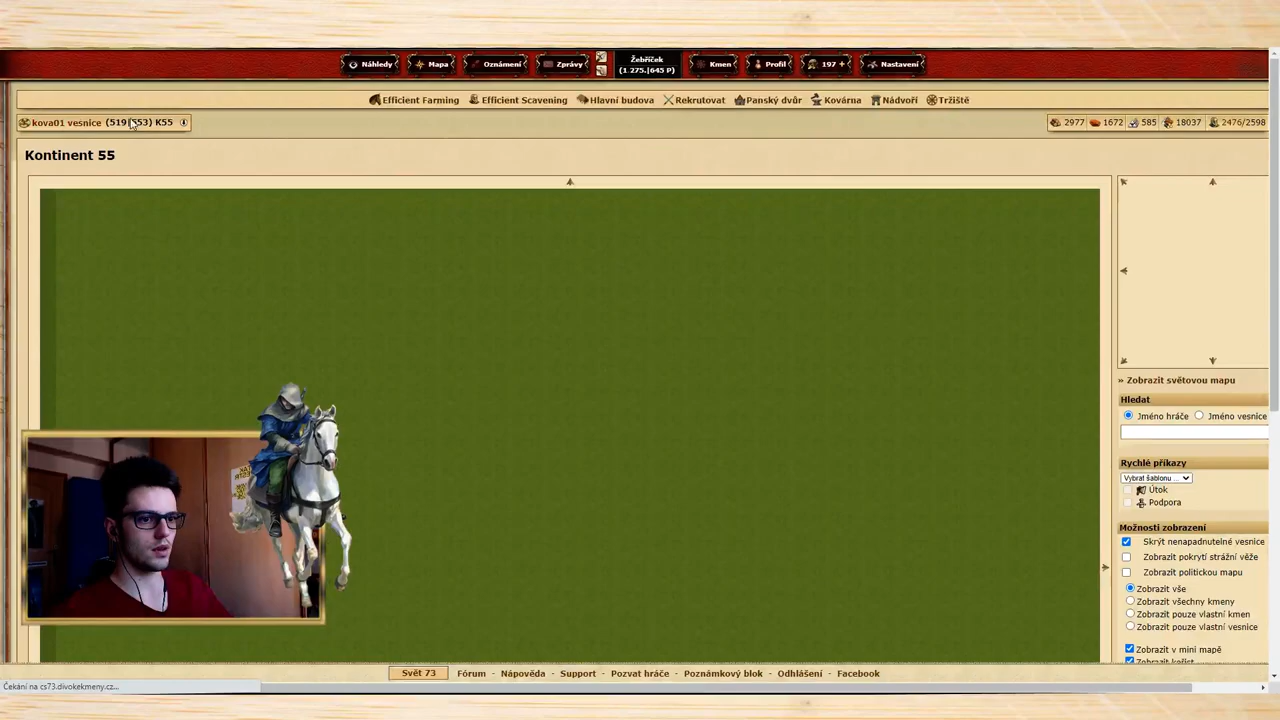 Náhledy Mapa Oznámení Zprávy Žebříček Kmen Profil 197 + Nastavení
(1 275.|645 P)
Efficient Farming Efficient Scavening Hlavní budova Rekrutovat Panský dvůr Kovárna Nádvoří Tržiště
kova01 vesnice (519|553) K55 2977 1672 585 18037 2476/2598
Kontinent 55
» Zobrazit světovou mapu
Hledat
Jméno hráče Jméno vesnice
Rychlé příkazy
Vybrat šablonu ...
Útok
Podpora
Možnosti zobrazení
Skrýt nenapadnutelné vesnice
Zobrazit pokrytí strážní věže
Zobrazit politickou mapu
Zobrazit vše
Zobrazit všechny kmeny
Zobrazit pouze vlastní kmen
Zobrazit pouze vlastní vesnice
Zobrazit v mini mapě
Zobrazit kořist
Svět 73 Fórum - Nápověda - Support - Pozvat hráče - Poznámkový blok - Odhlášení - Facebook
Čekání na cs73.divokekmeny.cz...